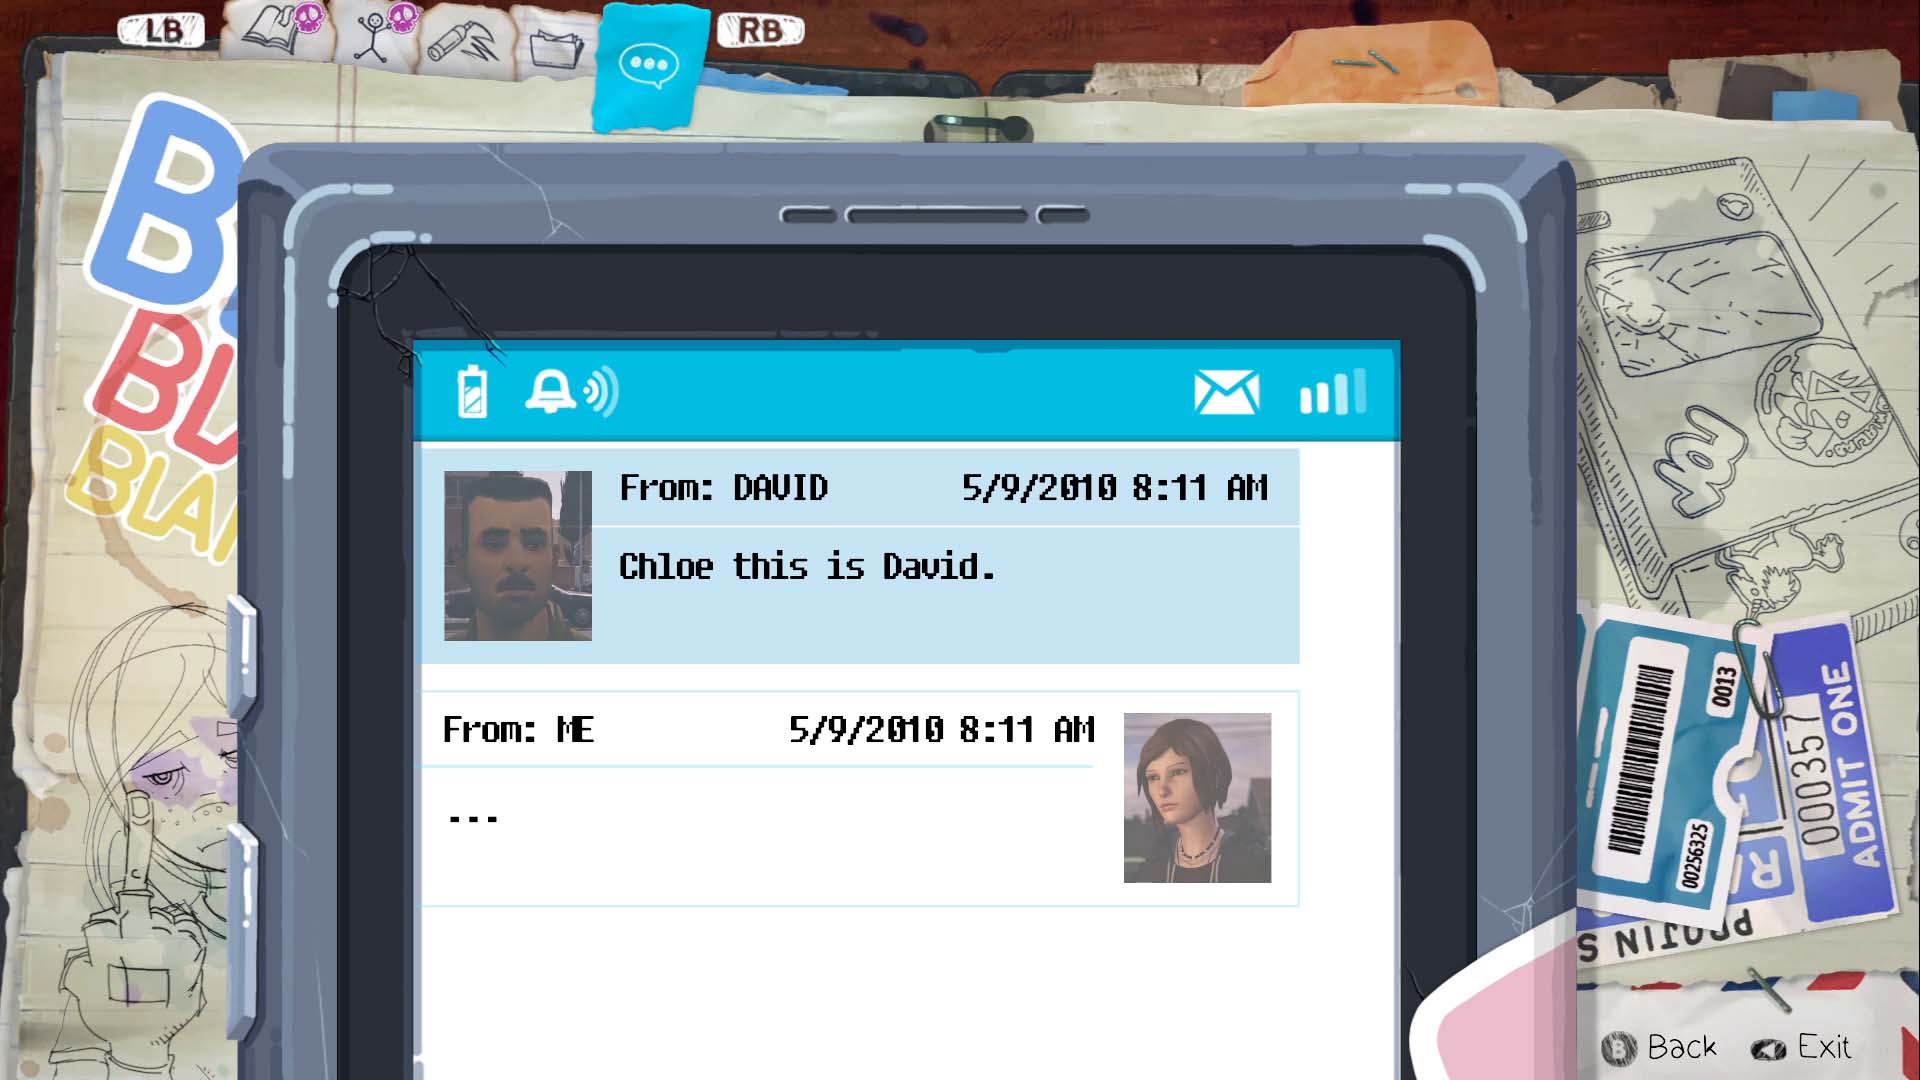 LB
RB
From: DAVID 5/9/2010 8:11 AM
Chloe this is David.
From: ME 5/9/2010 8:11 AM
---
BLA
0013
00256325
000357
ADMIT ONE
Back
Exit